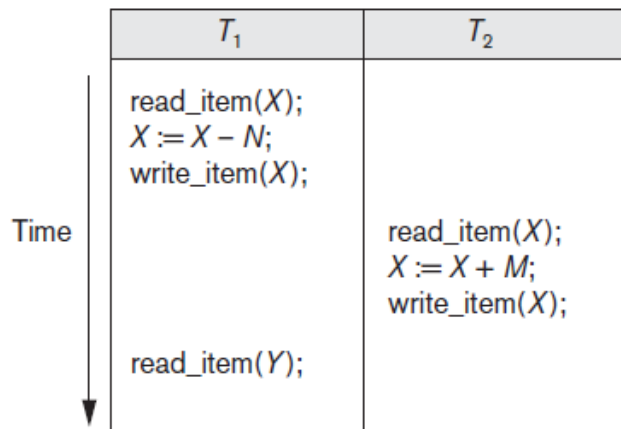 T₁ T₂
read_item(X);
X := X – N;
write_item(X);
Time
read_item(X);
X := X + M;
write_item(X);
read_item(Y);